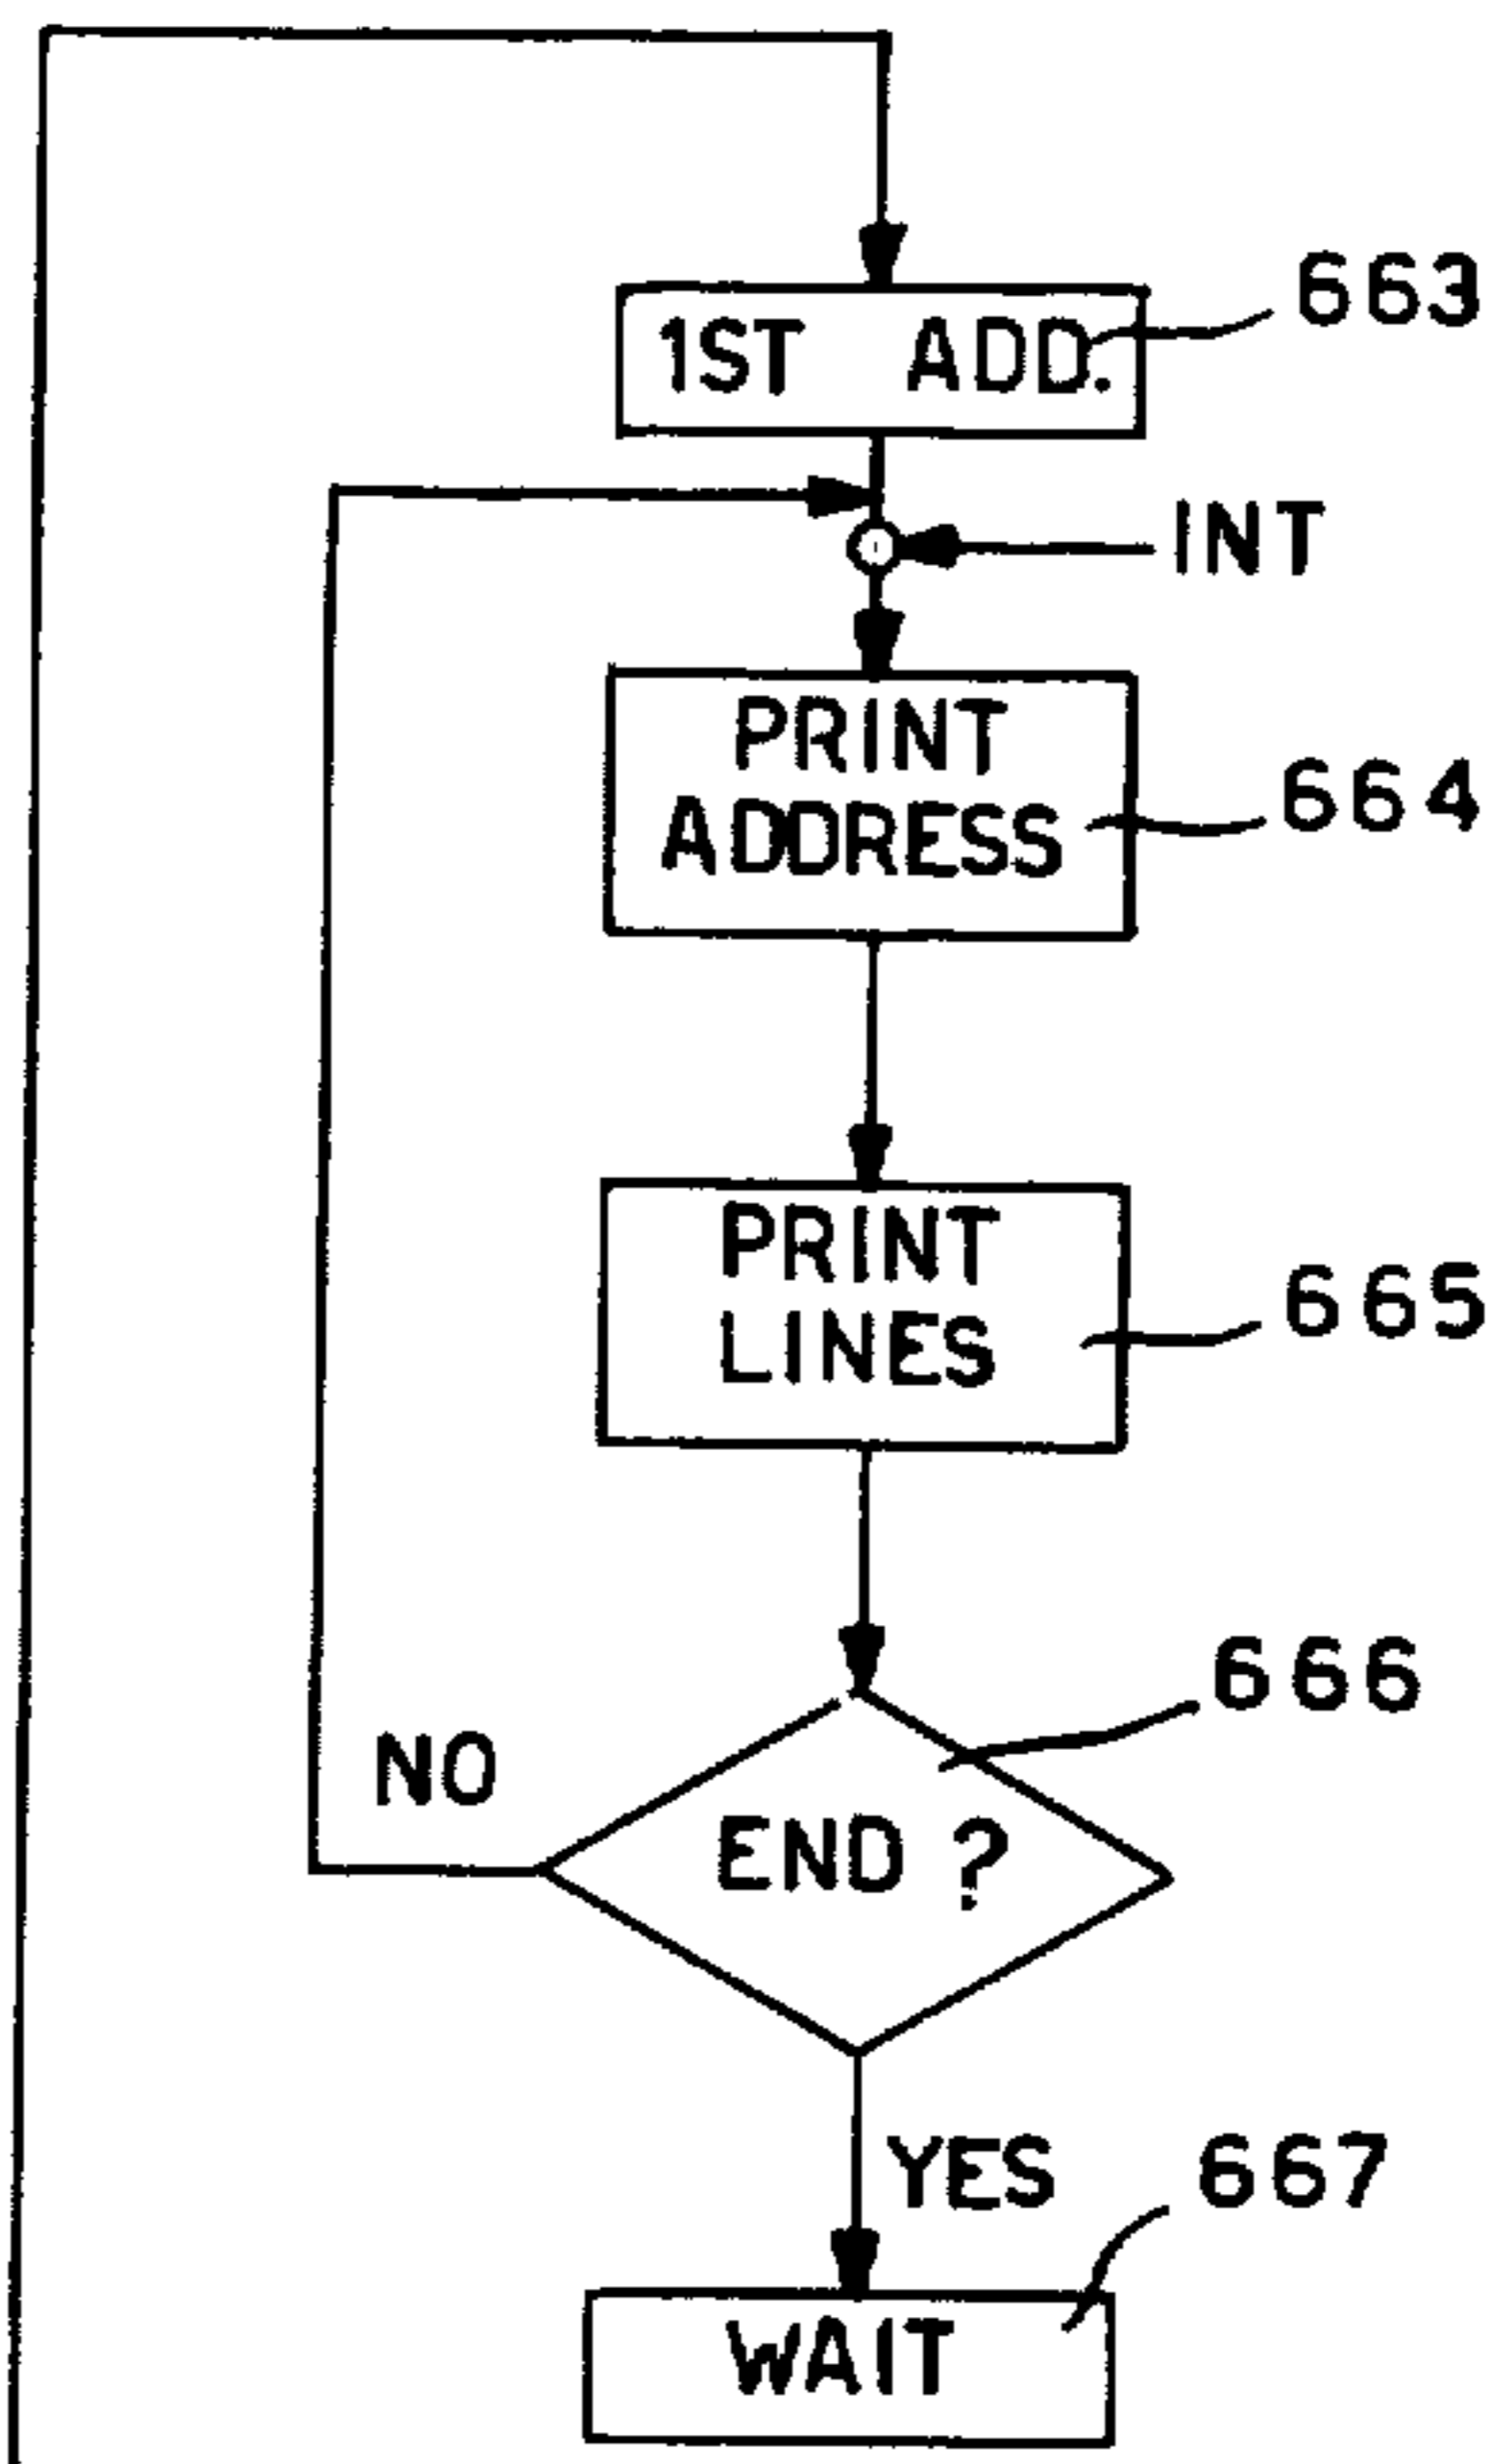 663
1ST ADD.
INT
PRINT
ADDRESS
664
PRINT
LINES
665
666
NO
END ?
YES
667
WAIT